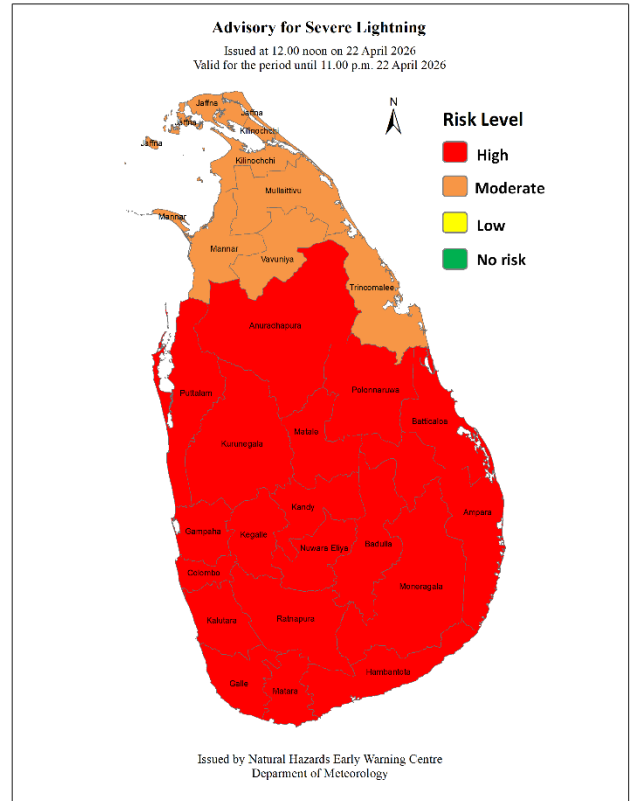 Advisory for Severe Lightning
Issued at 12.00 noon on 22 April 2026
Valid for the period until 11.00 p.m. 22 April 2026
N
Risk Level
High
Moderate
Low
No risk
Jaffna
Jaffna
Jaffna
Kilinochchi
Jaffna
Kilinochchi
Mullaittivu
Mannar
Mannar
Vavuniya
Trincomalee
Anuradhapura
Puttalam
Polonnaruwa
Batticaloa
Kurunegala
Matale
Kandy
Ampara
Gampaha
Kegalle
Nuwara Eliya
Badulla
Colombo
Moneragala
Kalutara
Ratnapura
Hambantota
Galle
Matara
Issued by Natural Hazards Early Warning Centre
Deparment of Meteorology